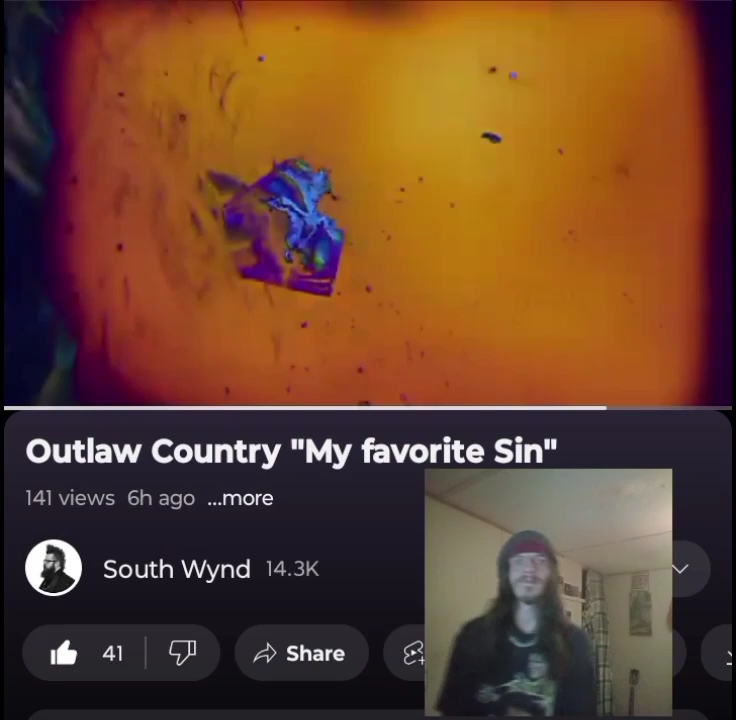 Outlaw Country "My favorite Sin"
141 views 6h ago ...more
South Wynd 14.3K
41 Share